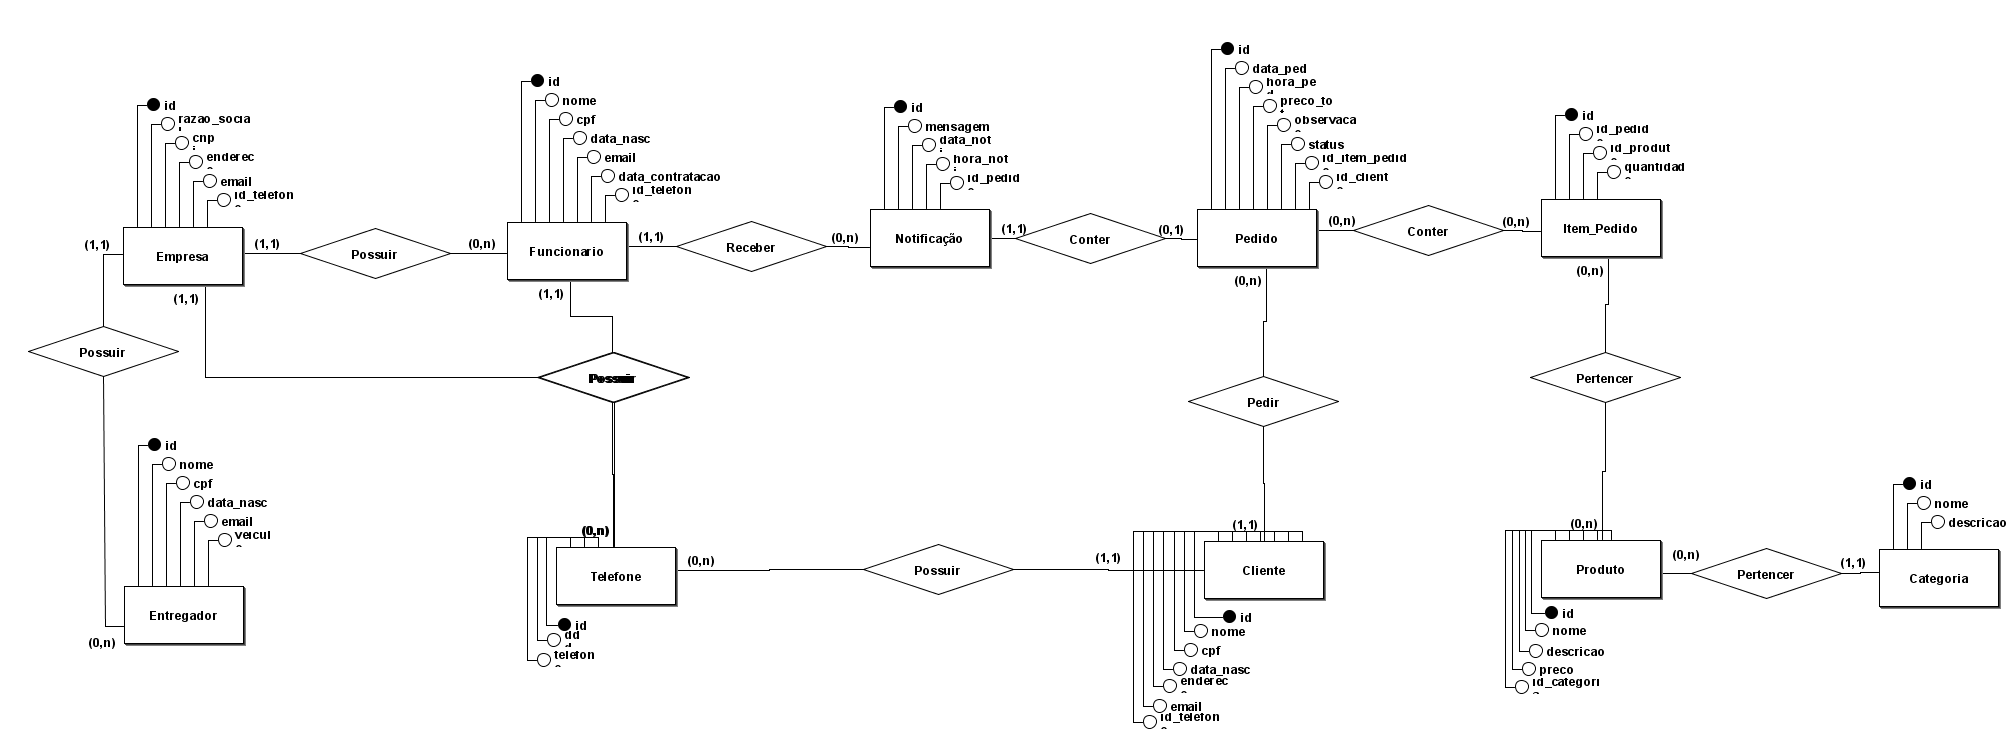 id
razao_socia
cnp
enderec
email
id_telefon
(1,1)
Empresa
(1,1)
(1,1)
Possuir
(0,n)
id
nome
cpf
data_nasc
email
data_contratacao
id_telefon
Funcionario
(1,1)
(1,1)
Receber
(0,n)
id
mensagem
data_not
hora_not
id_pedid
Notificação
(1,1)
Conter
(0,1)
id
data_ped
hora_pe
preco_to
observaca
status
id_item_pedid
id_client
Pedido
(0,n)
(0,n)
Conter
(0,n)
id
id_pedid
id_produt
quantidad
Item_Pedido
(0,n)
Possuir
Possuir
Pedir
Pertencer
id
nome
cpf
data_nasc
email
veicul
Entregador
(0,n)
(0,n)
Telefone
id
dd
telefon
(0,n)
Possuir
(1,1)
(1,1)
Cliente
id
nome
cpf
data_nasc
enderec
email
id_telefon
(0,n)
Produto
id
nome
descricao
preco
id_categori
(0,n)
Pertencer
(1,1)
id
nome
descricao
Categoria